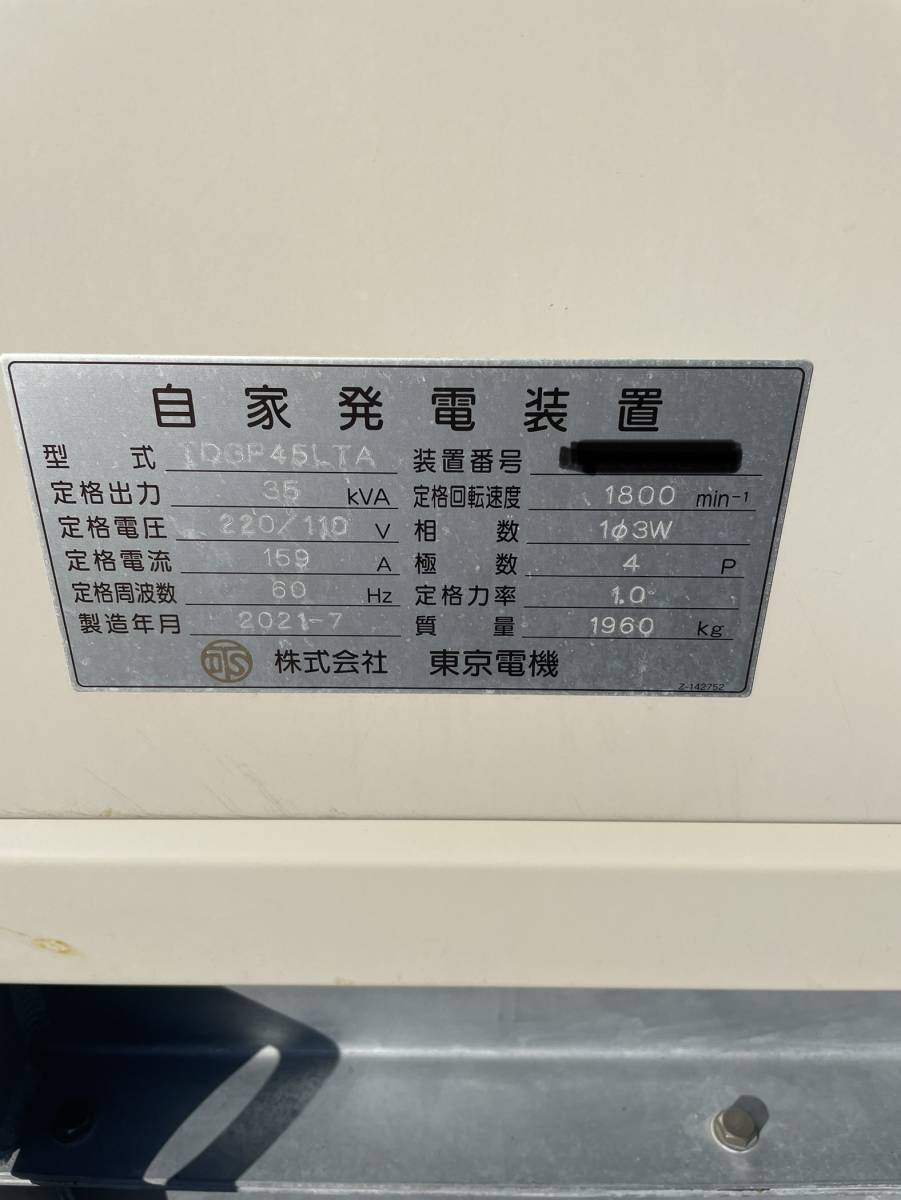 自家発電装置
型式 TDGP45LTA 装置番号
定格出力 35 kVA 定格回転速度 1800 min⁻¹
定格電圧 220/110 V 相数 1φ3W
定格電流 159 A 極数 4 P
定格周波数 60 Hz 定格力率 1.0
製造年月 2021-7 質量 1960 kg
株式会社 東京電機
Z-142752